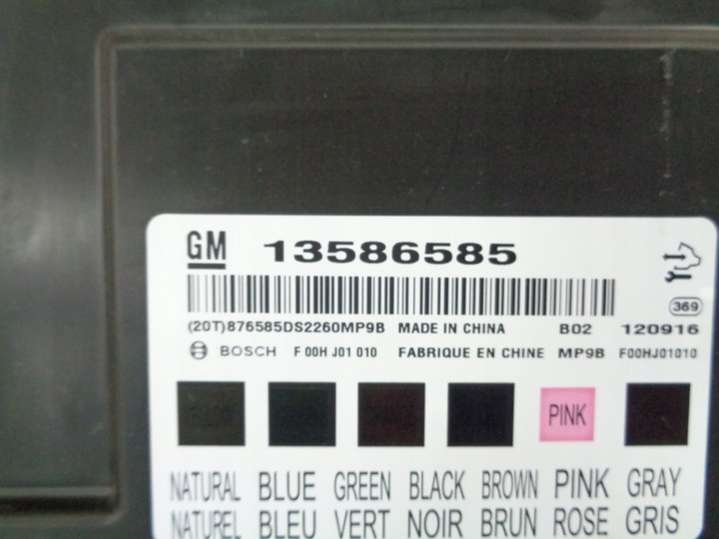 GM 13586585
369
(20T)876585DS2260MP9B MADE IN CHINA B02 120916
BOSCH F 00H J01 010 FABRIQUE EN CHINE MP9B F00HJ01010
PINK
NATURAL BLUE GREEN BLACK BROWN PINK GRAY
NATUREL BLEU VERT NOIR BRUN ROSE GRIS